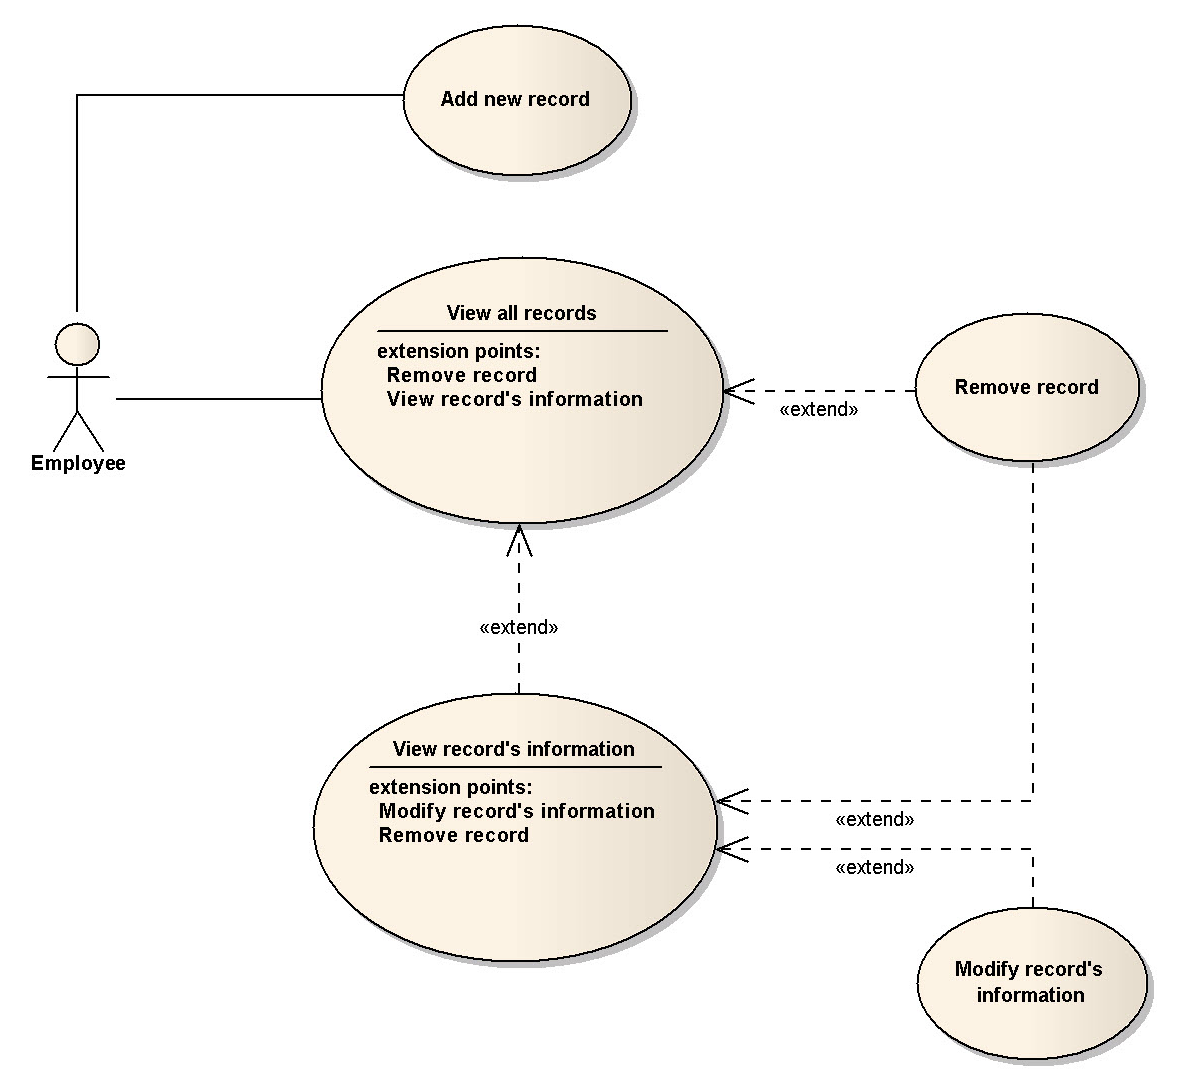 Add new record
View all records
extension points:
Remove record
View record's information
Remove record
«extend»
Employee
«extend»
View record's information
extension points:
Modify record's information
Remove record
«extend»
«extend»
Modify record's
information